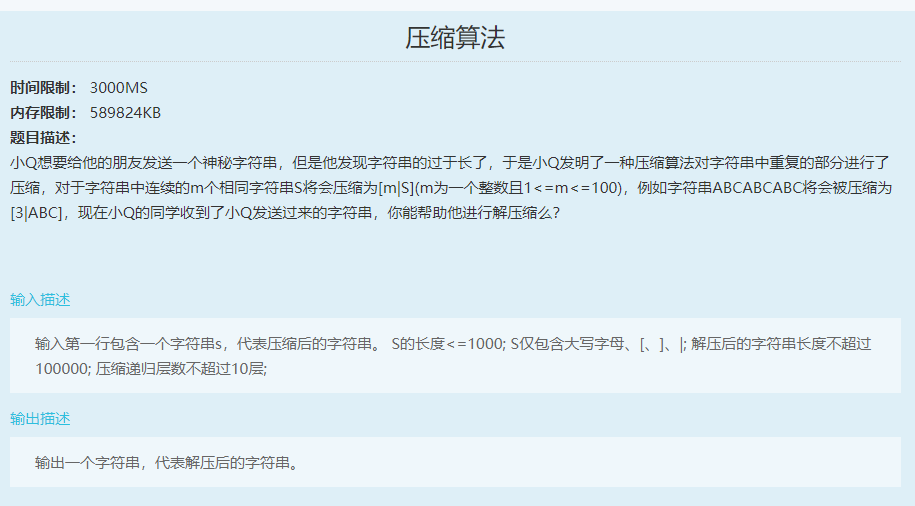 压缩算法
时间限制： 3000MS
内存限制： 589824KB
题目描述：
小Q想要给他的朋友发送一个神秘字符串，但是他发现字符串的过于长了，于是小Q发明了一种压缩算法对字符串中重复的部分进行了
压缩，对于字符串中连续的m个相同字符串S将会压缩为[m|S](m为一个整数且1<=m<=100)，例如字符串ABCABCABC将会被压缩为
[3|ABC]，现在小Q的同学收到了小Q发送过来的字符串，你能帮助他进行解压缩么？
输入描述
输入第一行包含一个字符串s，代表压缩后的字符串。 S的长度<=1000; S仅包含大写字母、[、]、|; 解压后的字符串长度不超过
100000; 压缩递归层数不超过10层;
输出描述
输出一个字符串，代表解压后的字符串。